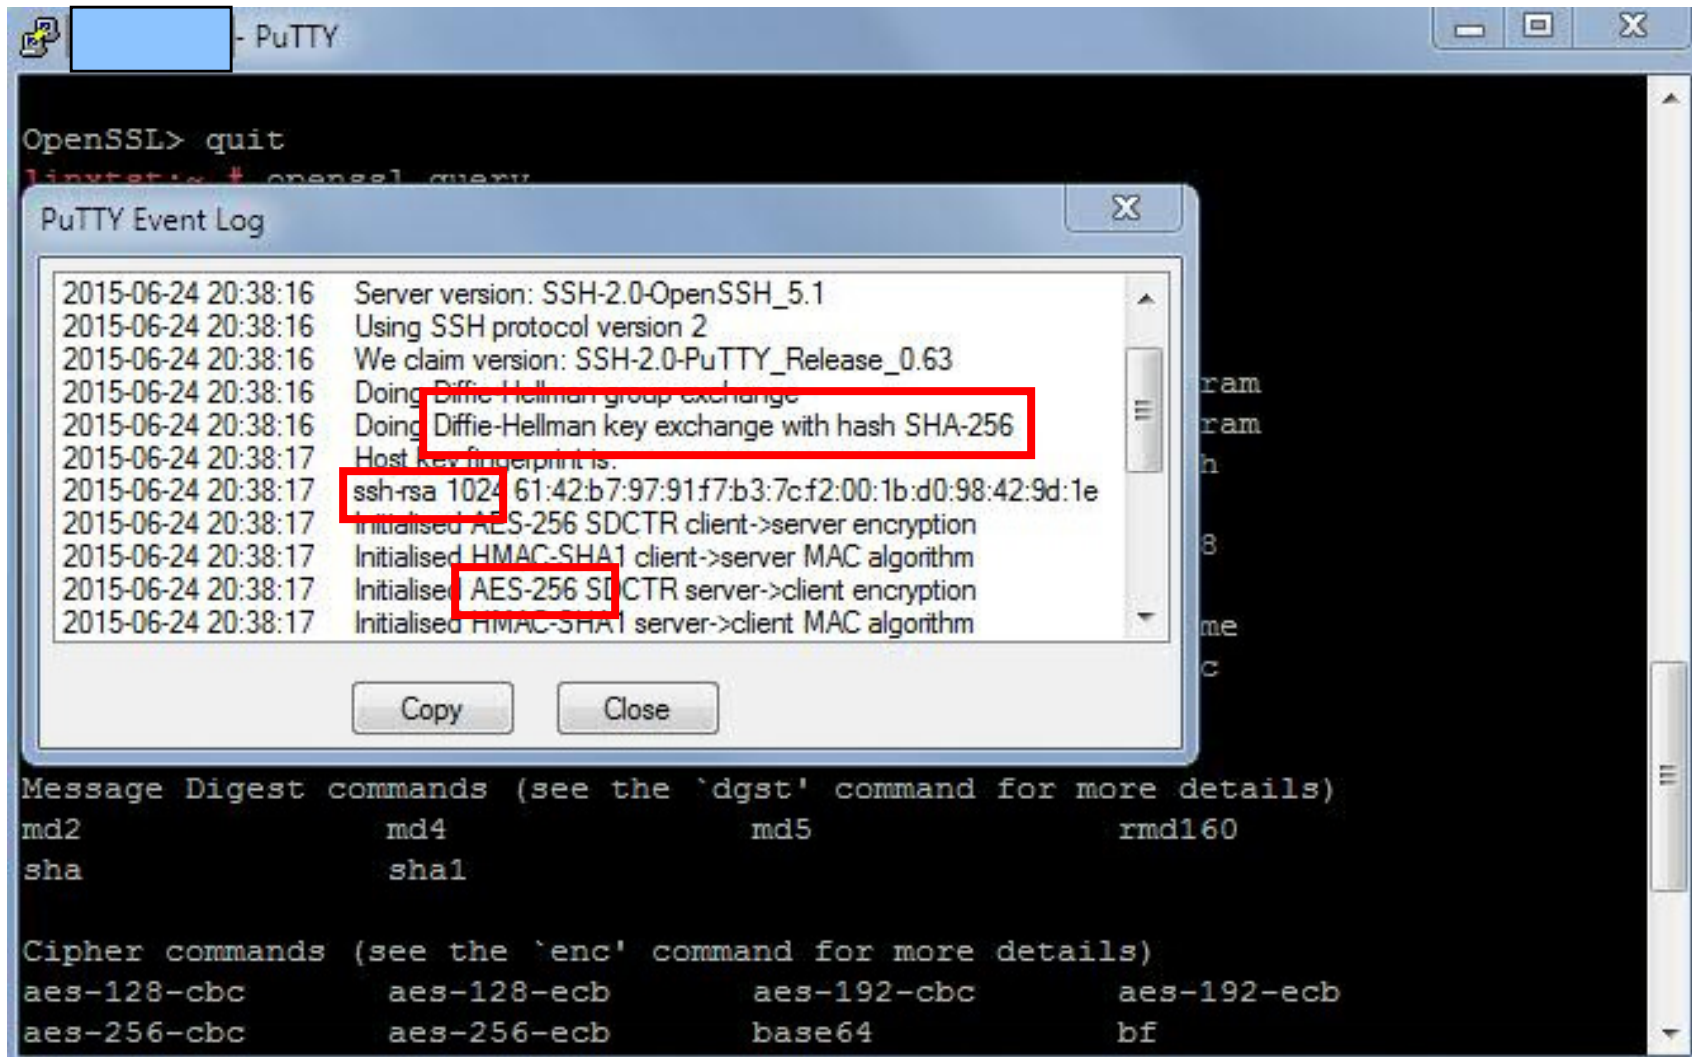 - PuTTY
OpenSSL> quit
linxtst:~ # openssl query
PuTTY Event Log
2015-06-24 20:38:16 Server version: SSH-2.0-OpenSSH_5.1
2015-06-24 20:38:16 Using SSH protocol version 2
2015-06-24 20:38:16 We claim version: SSH-2.0-PuTTY_Release_0.63
2015-06-24 20:38:16 Doing Diffie-Hellman group exchange
2015-06-24 20:38:16 Doing Diffie-Hellman key exchange with hash SHA-256
2015-06-24 20:38:17 Host key fingerprint is:
2015-06-24 20:38:17 ssh-rsa 1024 61:42:b7:97:91:f7:b3:7c:f2:00:1b:d0:98:42:9d:1e
2015-06-24 20:38:17 Initialised AES-256 SDCTR client->server encryption
2015-06-24 20:38:17 Initialised HMAC-SHA1 client->server MAC algorithm
2015-06-24 20:38:17 Initialised AES-256 SDCTR server->client encryption
2015-06-24 20:38:17 Initialised HMAC-SHA1 server->client MAC algorithm
ram
ram
h
8
me
c
Copy Close
Message Digest commands (see the `dgst' command for more details)
md2 md4 md5 rmd160
sha sha1
Cipher commands (see the `enc' command for more details)
aes-128-cbc aes-128-ecb aes-192-cbc aes-192-ecb
aes-256-cbc aes-256-ecb base64 bf